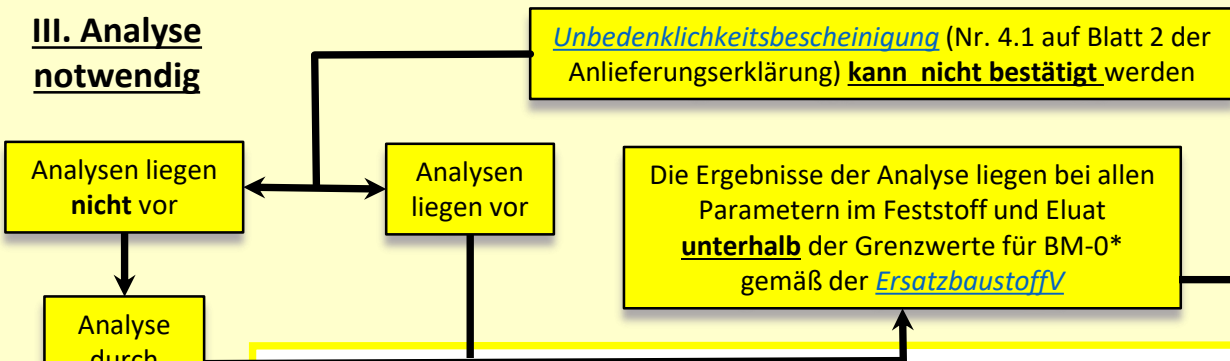 III. Analyse
notwendig
Unbedenklichkeitsbescheinigung (Nr. 4.1 auf Blatt 2 der
Anlieferungserklärung) kann nicht bestätigt werden
Analysen liegen
nicht vor
Analysen
liegen vor
Die Ergebnisse der Analyse liegen bei allen
Parametern im Feststoff und Eluat
unterhalb der Grenzwerte für BM-0*
gemäß der ErsatzbaustoffV
Analyse
durch